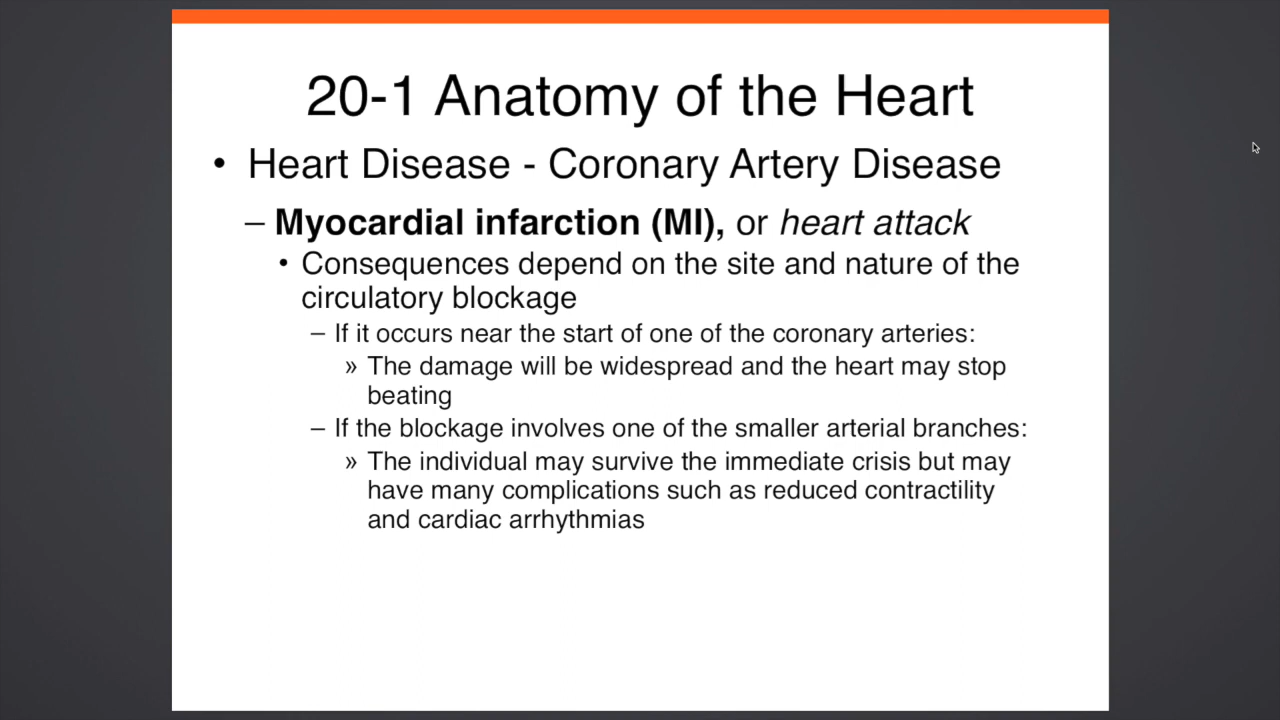 20-1 Anatomy of the Heart
• Heart Disease - Coronary Artery Disease
– Myocardial infarction (MI), or heart attack
• Consequences depend on the site and nature of the
circulatory blockage
– If it occurs near the start of one of the coronary arteries:
» The damage will be widespread and the heart may stop
beating
– If the blockage involves one of the smaller arterial branches:
» The individual may survive the immediate crisis but may
have many complications such as reduced contractility
and cardiac arrhythmias